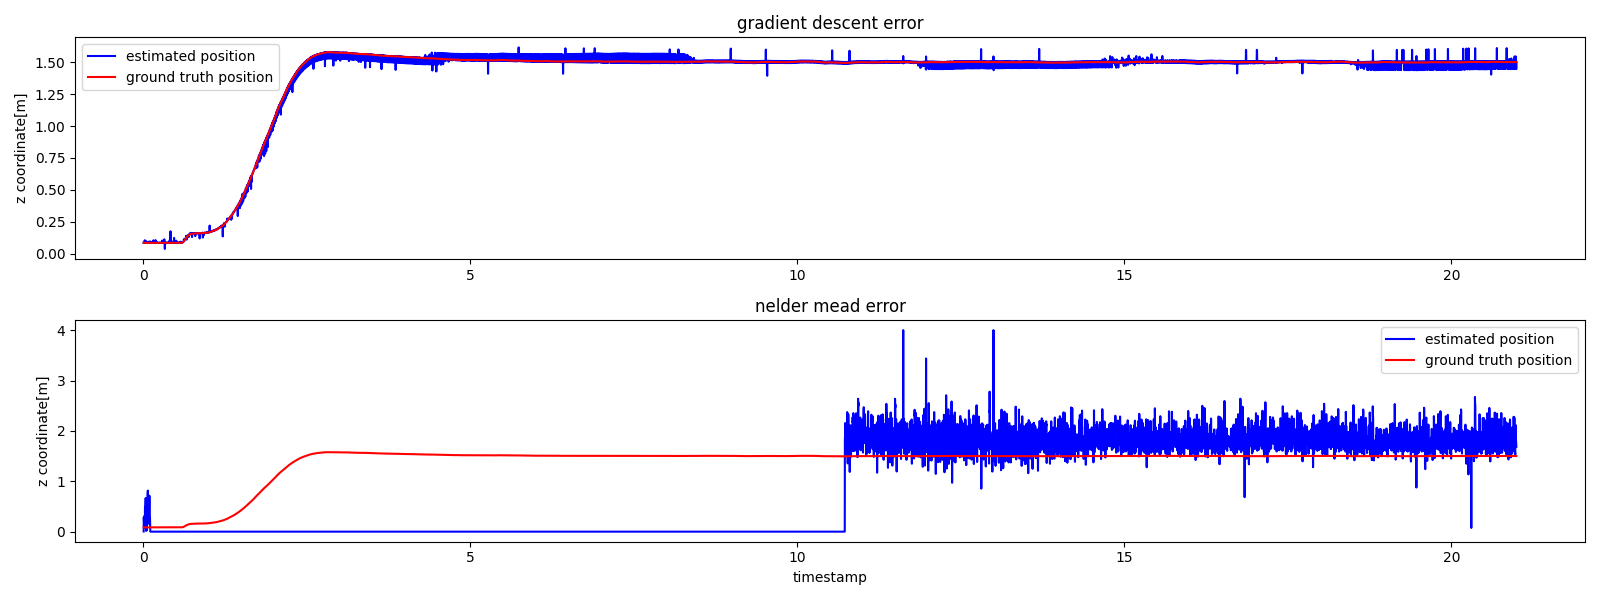 gradient descent error
estimated position
ground truth position
z coordinate[m]
1.50
1.25
1.00
0.75
0.50
0.25
0.00
0 5 10 15 20
nelder mead error
estimated position
ground truth position
z coordinate[m]
4
3
2
1
0
0 5 10 15 20
timestamp